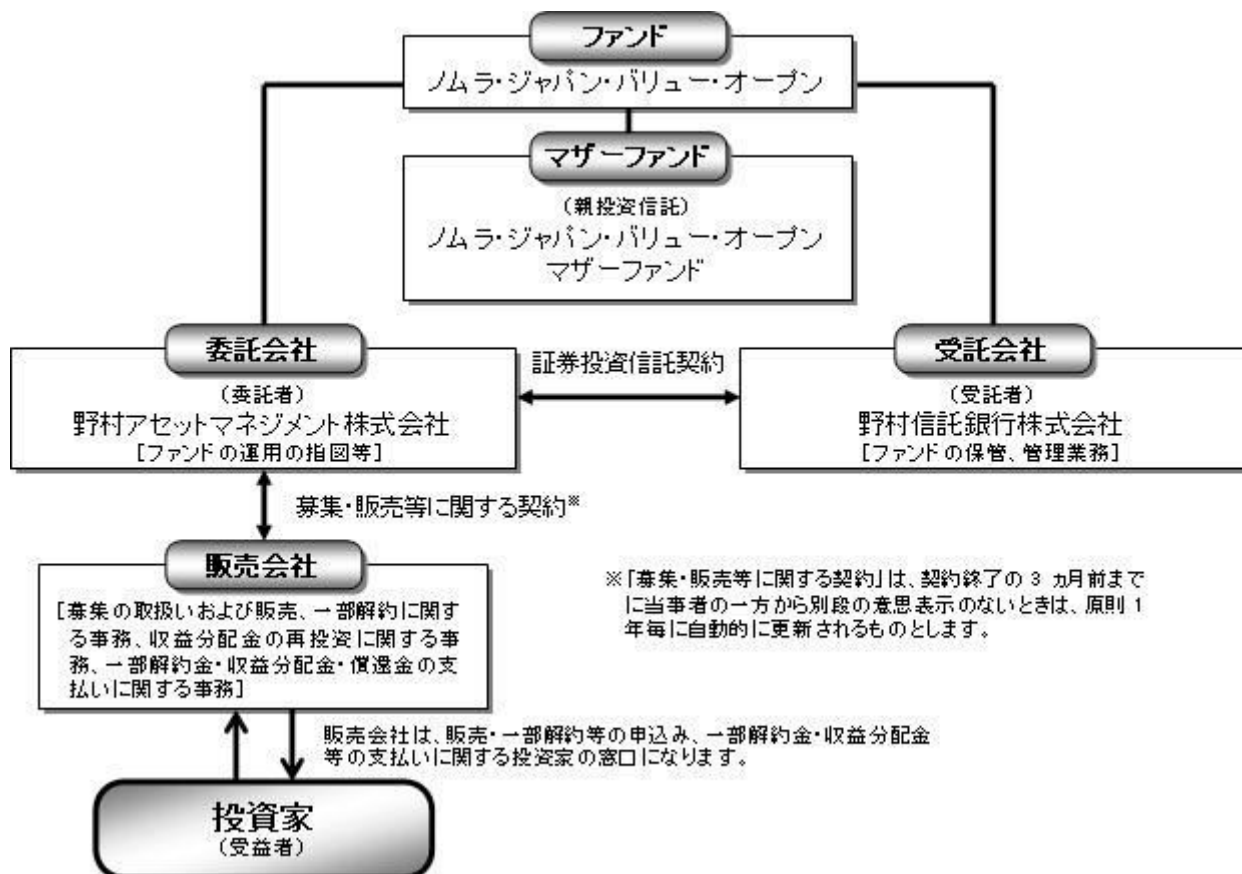 ファンド
ノムラ・ジャパン・バリュー・オープン
マザーファンド
(親投資信託)
ノムラ・ジャパン・バリュー・オープン
マザーファンド
委託会社
(委託者)
野村アセットマネジメント株式会社
[ファンドの運用の指図等]
証券投資信託契約
受託会社
(受託者)
野村信託銀行株式会社
[ファンドの保管、管理業務]
募集・販売等に関する契約※
販売会社
[募集の取扱いおよび販売、一部解約に関す
る事務、収益分配金の再投資に関する事
務、一部解約金・収益分配金・償還金の支
払いに関する事務]
※「募集・販売等に関する契約」は、契約終了の 3 ヵ月前まで
に当事者の一方から別段の意思表示のないときは、原則 1
年毎に自動的に更新されるものとします。
販売会社は、販売・一部解約等の申込み、一部解約金・収益分配金
等の支払いに関する投資家の窓口になります。
投資家
(受益者)